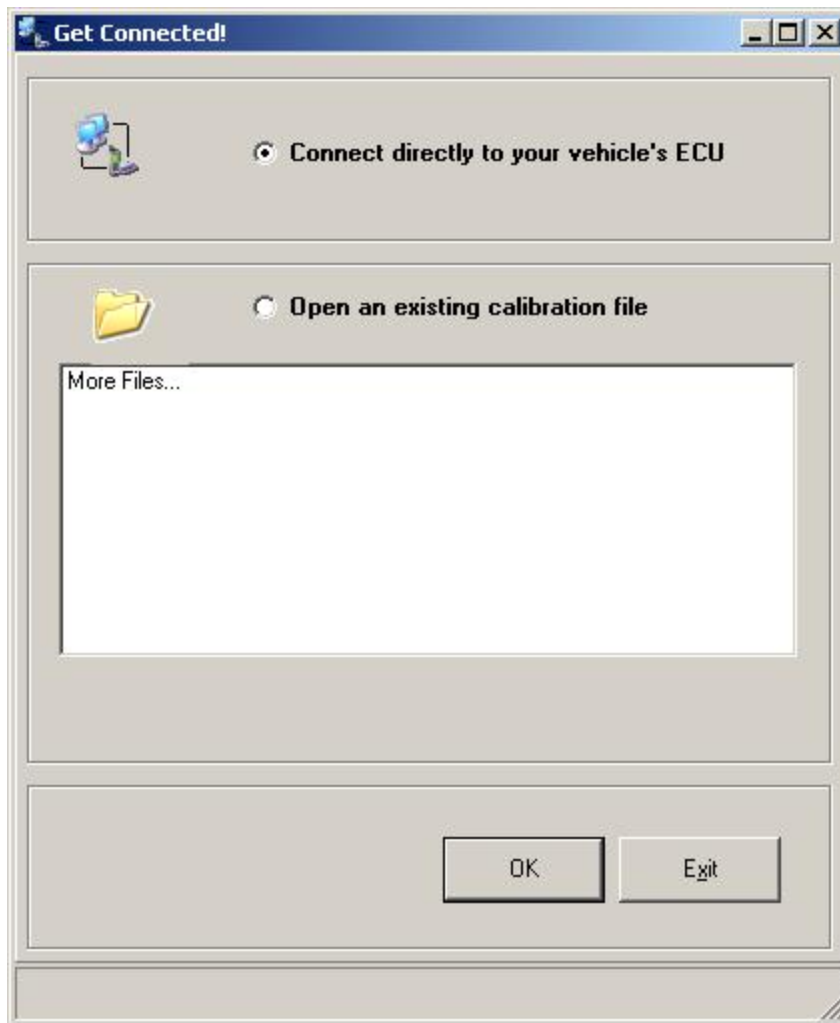 Get Connected!
Connect directly to your vehicle's ECU
Open an existing calibration file
More Files...
OK
Exit